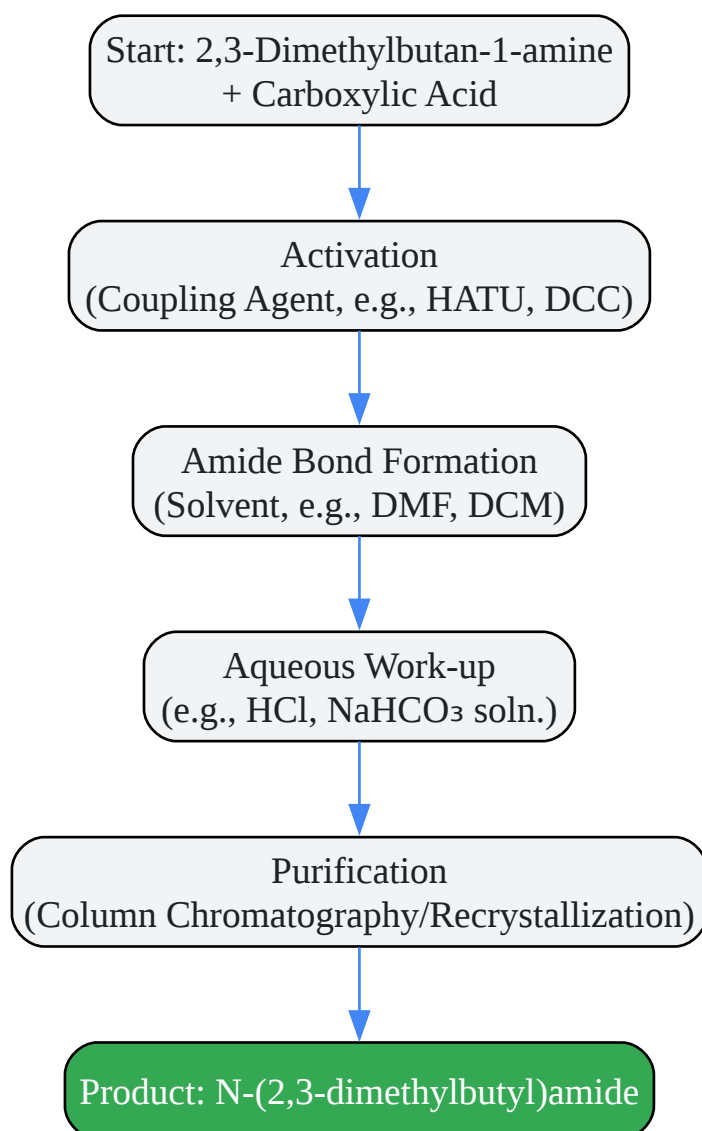 Start: 2,3-Dimethylbutan-1-amine
+ Carboxylic Acid
Activation
(Coupling Agent, e.g., HATU, DCC)
Amide Bond Formation
(Solvent, e.g., DMF, DCM)
Aqueous Work-up
(e.g., HCl, NaHCO₃ soln.)
Purification
(Column Chromatography/Recrystallization)
Product: N-(2,3-dimethylbutyl)amide